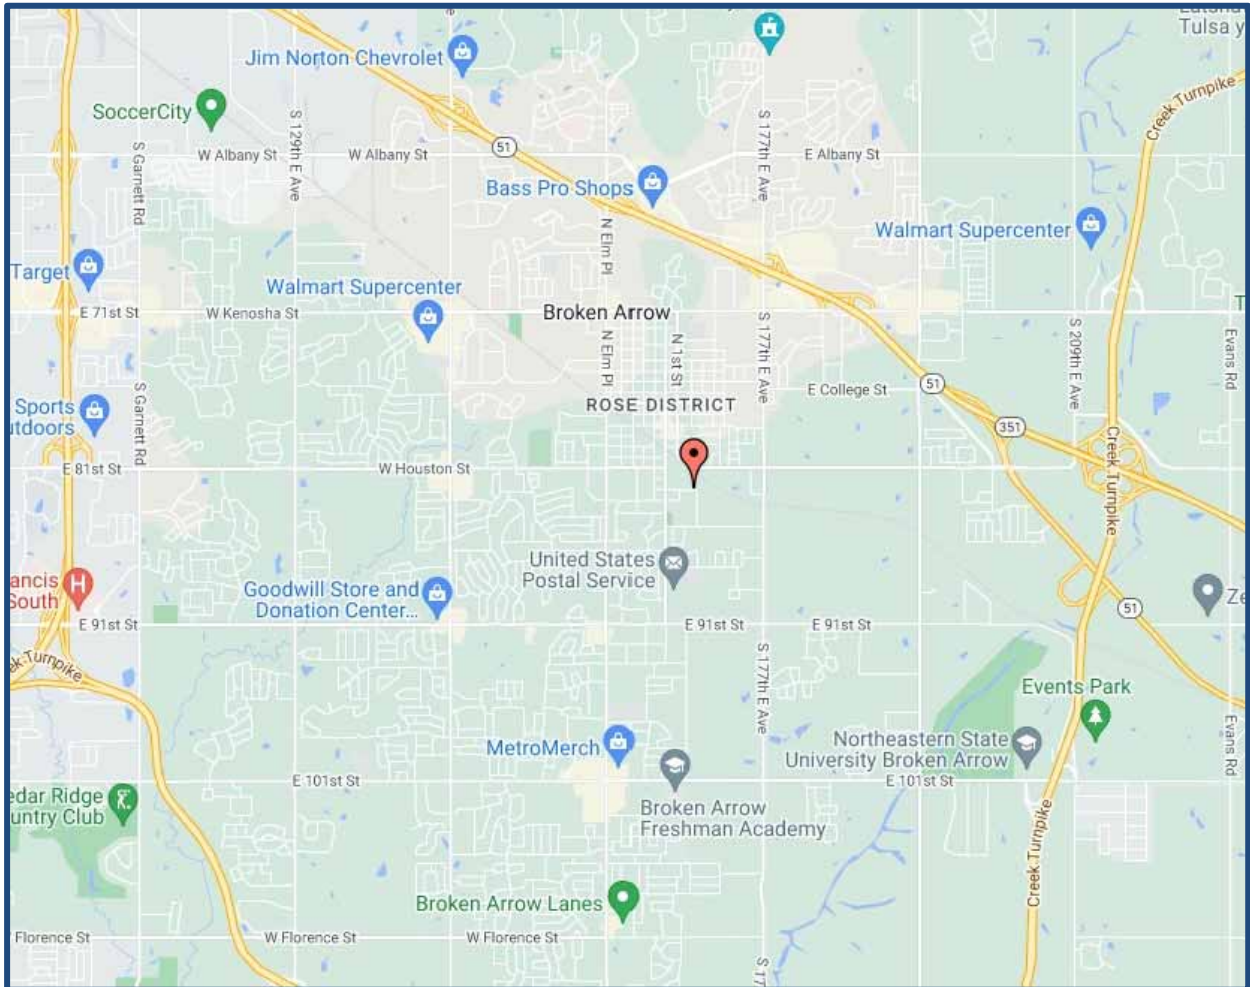 Tulsa y
Jim Norton Chevrolet
Creek Turnpike
SoccerCity
S 129th E Ave
S 177th E Ave
S Garnett Rd
51
W Albany St
W Albany St
E Albany St
Bass Pro Shops
N Elm Pl
Walmart Supercenter
Target
Walmart Supercenter
E 71st St
W Kenosha St
Broken Arrow
T
N Elm Pl
N 1st St
S 177th E Ave
S 209th E Ave
Evans Rd
51
E College St
S Garnett Rd
Sports
utdoors
ROSE DISTRICT
351
Creek Turnpike
E 81st St
W Houston St
United States
Postal Service
ancis
South
Goodwill Store and
Donation Center...
Ze
51
E 91st St
E 91st St
E 91st St
ek Turnpike
S 177th E Ave
Events Park
Evans Rd
MetroMerch
Northeastern State
University Broken Arrow
E 101st St
E 101st St
edar Ridge
untry Club
Broken Arrow
Freshman Academy
Creek Turnpike
Broken Arrow Lanes
Florence St
W Florence St
W Florence St
S 17
H